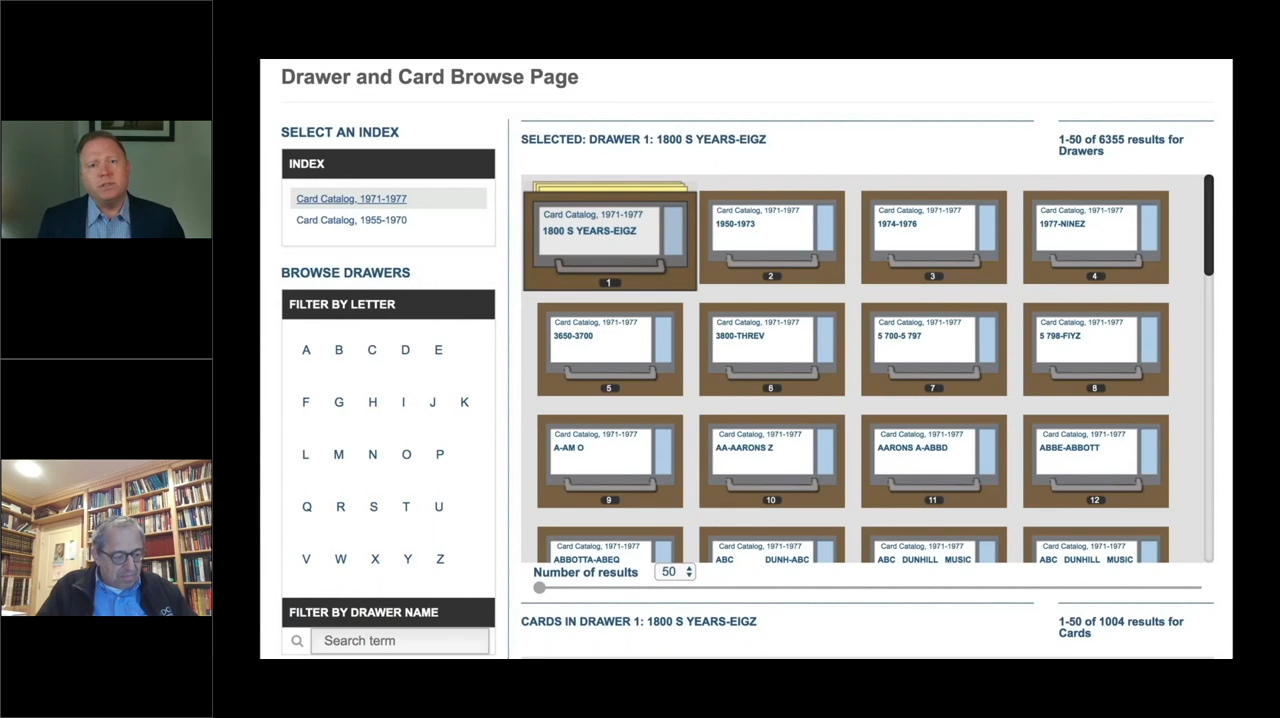 Drawer and Card Browse Page
SELECT AN INDEX
INDEX
Card Catalog, 1971-1977
Card Catalog, 1955-1970
BROWSE DRAWERS
FILTER BY LETTER
A B C D E
F G H I J K
L M N O P
Q R S T U
V W X Y Z
FILTER BY DRAWER NAME
Search term
SELECTED: DRAWER 1: 1800 S YEARS-EIGZ
1-50 of 6355 results for
Drawers
Card Catalog, 1971-1977
1800 S YEARS-EIGZ
1
Card Catalog, 1971-1977
1950-1973
2
Card Catalog, 1971-1977
1974-1976
3
Card Catalog, 1971-1977
1977-NINEZ
4
Card Catalog, 1971-1977
3650-3700
5
Card Catalog, 1971-1977
3800-THREV
6
Card Catalog, 1971-1977
5 700-5 797
7
Card Catalog, 1971-1977
5 798-FIYZ
8
Card Catalog, 1971-1977
A-AM O
9
Card Catalog, 1971-1977
AA-AARONS Z
10
Card Catalog, 1971-1977
AARONS A-ABBD
11
Card Catalog, 1971-1977
ABBE-ABBOTT
12
Card Catalog, 1971-1977
ABBOTTA-ABEQ
Card Catalog, 1971-1977
ABC DUNH-ABC
Card Catalog, 1971-1977
ABC DUNHILL MUSIC
Card Catalog, 1971-1977
ABC DUNHILL MUSIC
Number of results 50
CARDS IN DRAWER 1: 1800 S YEARS-EIGZ
1-50 of 1004 results for
Cards